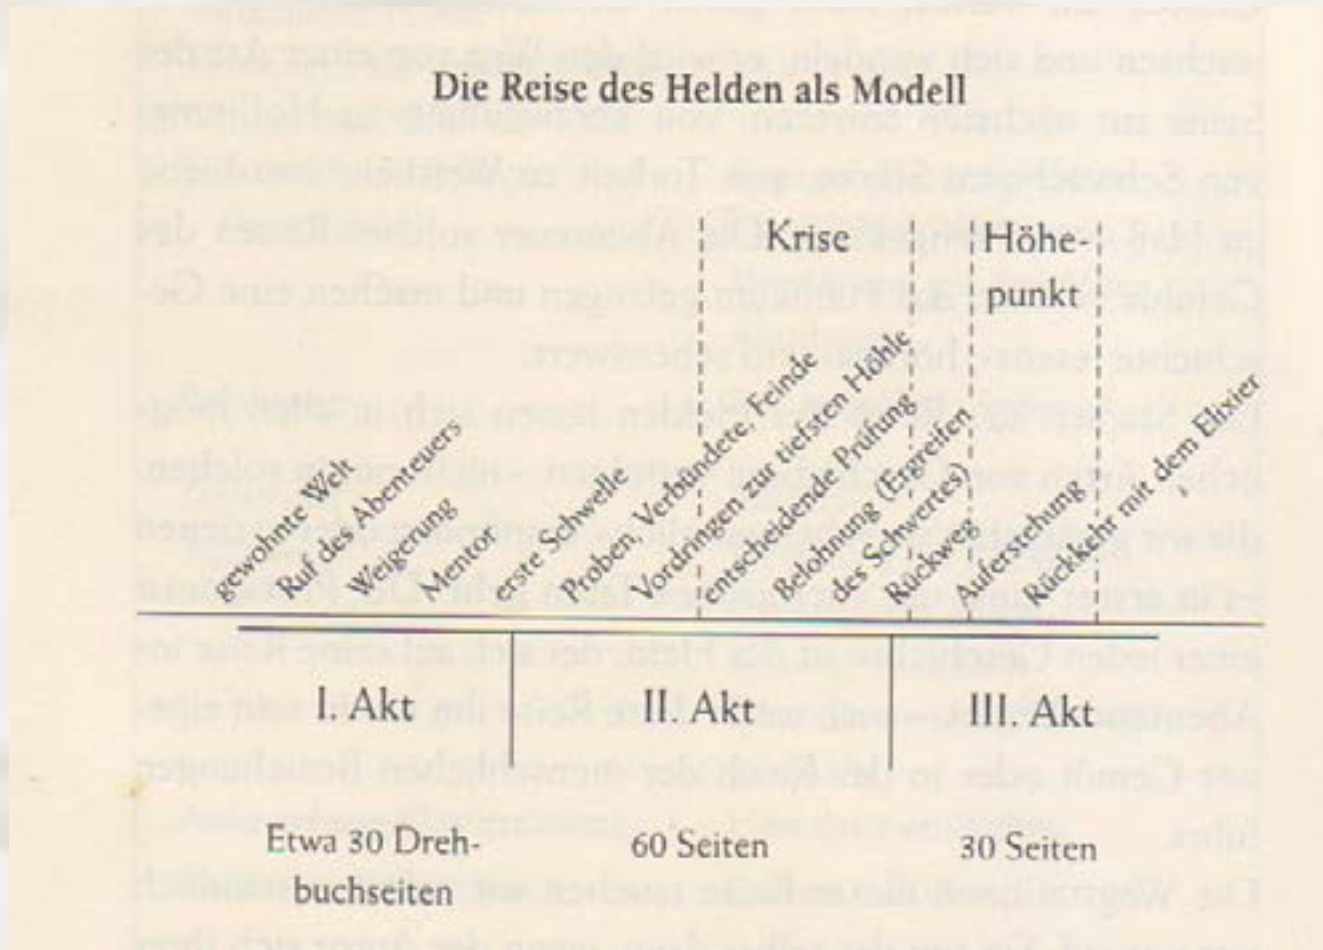 Die Reise des Helden als Modell
Krise
Höhe-
punkt
gewohnte Welt
Ruf des Abenteuers
Weigerung
Mentor
erste Schwelle
Proben, Verbündete, Feinde
Vordringen zur tiefsten Höhle
entscheidende Prüfung
Belohnung (Ergreifen
des Schwertes)
Rückweg
Auferstehung
Rückkehr mit dem Elixier
I. Akt
II. Akt
III. Akt
Etwa 30 Dreh-
buchseiten
60 Seiten
30 Seiten